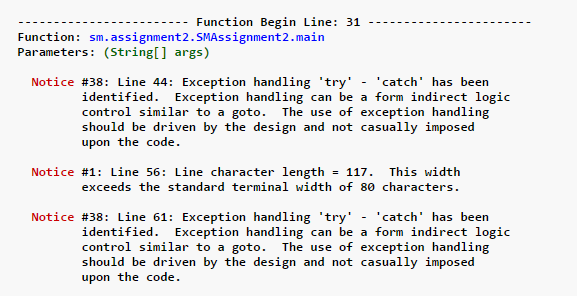 ------------------------ Function Begin Line: 31 -----------------------
Function: sm.assignment2.SMAssignment2.main
Parameters: (String[] args)
Notice #38: Line 44: Exception handling 'try' - 'catch' has been
identified.  Exception handling can be a form indirect logic
control similar to a goto.  The use of exception handling
should be driven by the design and not casually imposed
upon the code.
Notice #1: Line 56: Line character length = 117.  This width
exceeds the standard terminal width of 80 characters.
Notice #38: Line 61: Exception handling 'try' - 'catch' has been
identified.  Exception handling can be a form indirect logic
control similar to a goto.  The use of exception handling
should be driven by the design and not casually imposed
upon the code.